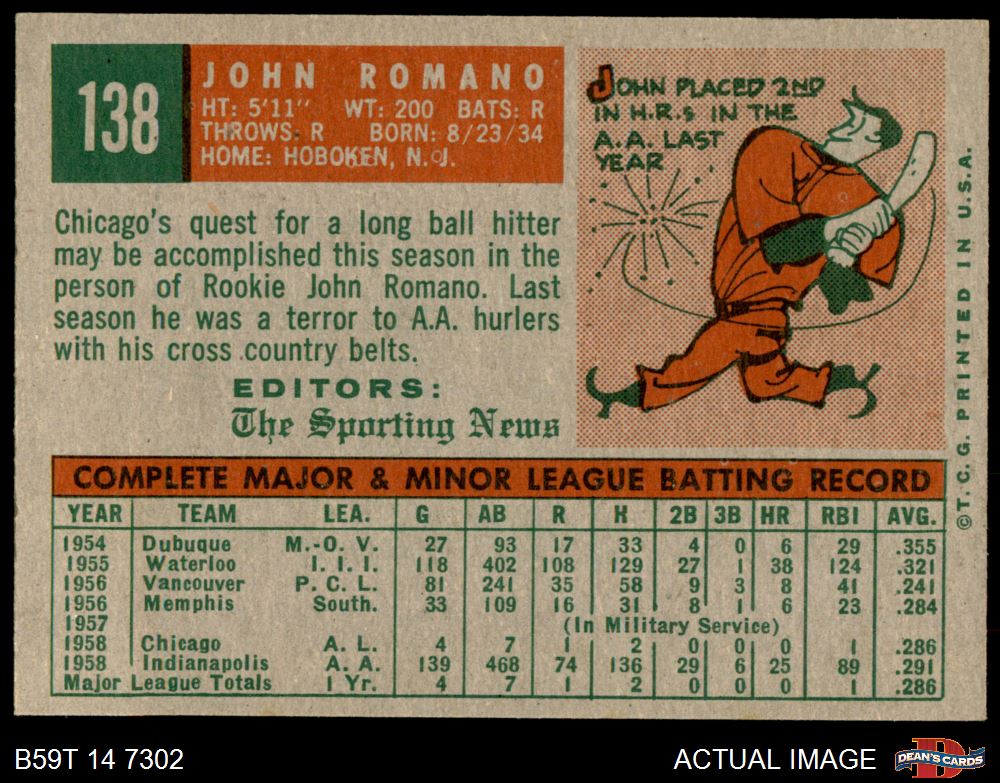 138
JOHN ROMANO
HT: 5'11" WT: 200 BATS: R
THROWS: R BORN: 8/23/34
HOME: HOBOKEN, N.J.
JOHN PLACED 2ND
IN H.R.s IN THE
A.A. LAST
YEAR
Chicago's quest for a long ball hitter
may be accomplished this season in the
person of Rookie John Romano. Last
season he was a terror to A.A. hurlers
with his cross country belts.
EDITORS:
The Sporting News
©T.C.G. PRINTED IN U.S.A.
COMPLETE MAJOR & MINOR LEAGUE BATTING RECORD
YEAR TEAM LEA. G AB R H 2B 3B HR RBI AVG.
1954 Dubuque M.-O. V. 27 93 17 33 4 0 6 29 .355
1955 Waterloo I. I. I. 118 402 108 129 27 1 38 124 .321
1956 Vancouver P. C. L. 81 241 35 58 9 3 8 41 .241
1956 Memphis South. 33 109 16 31 8 1 6 23 .284
1957 (In Military Service)
1958 Chicago A. L. 4 7 1 2 0 0 0 1 .286
1958 Indianapolis A. A. 139 468 74 136 29 6 25 89 .291
Major League Totals 1 Yr. 4 7 1 2 0 0 0 1 .286
B59T 14 7302
ACTUAL IMAGE
D
DEAN'S CARDS